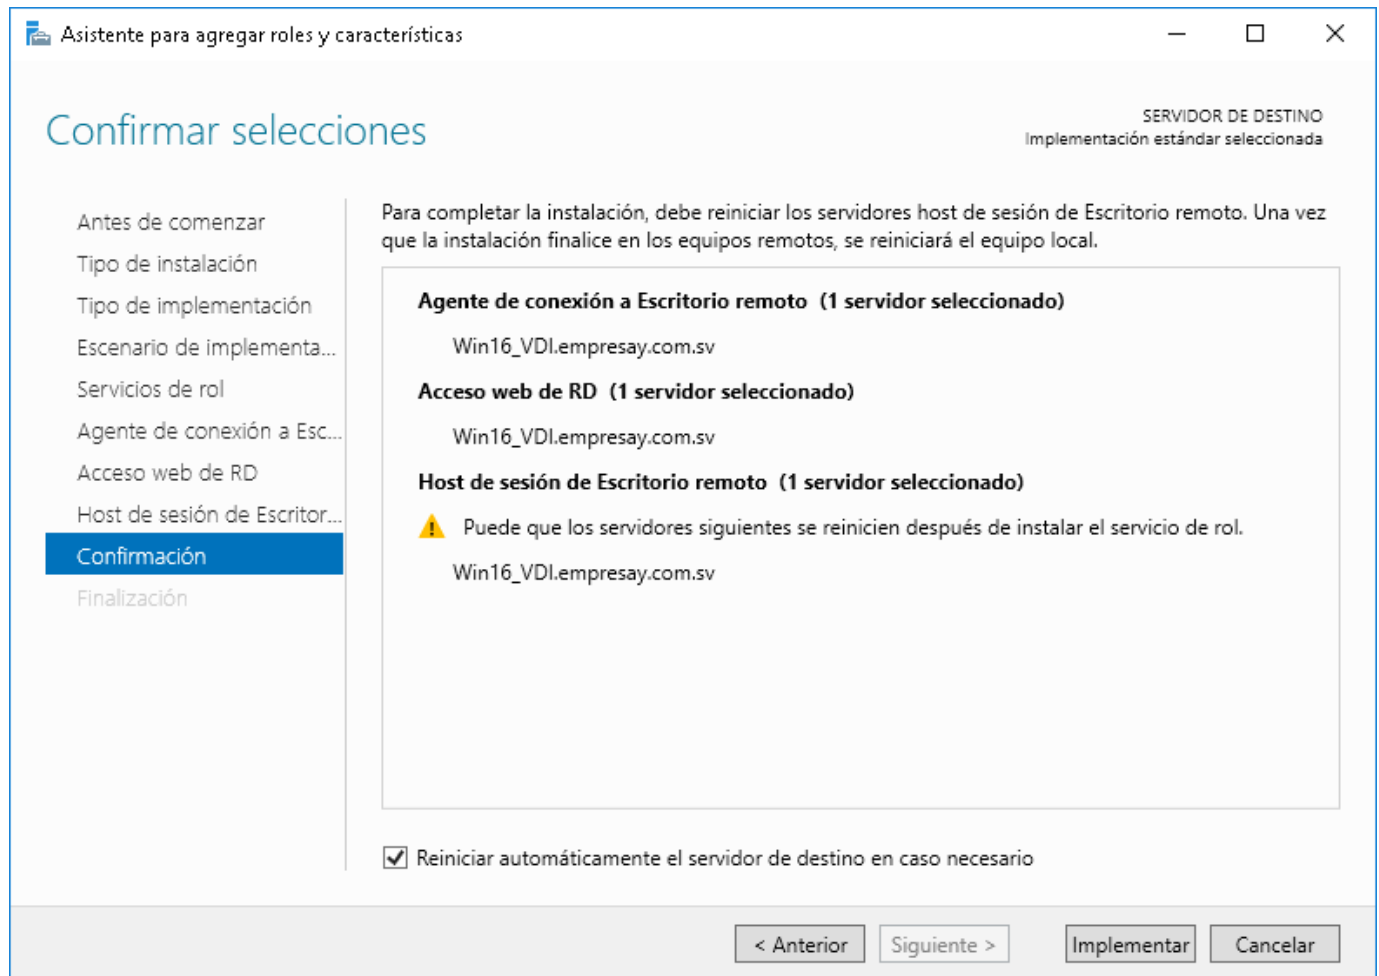 Asistente para agregar roles y características
Confirmar selecciones
SERVIDOR DE DESTINO
Implementación estándar seleccionada
Antes de comenzar
Tipo de instalación
Tipo de implementación
Escenario de implementa...
Servicios de rol
Agente de conexión a Esc...
Acceso web de RD
Host de sesión de Escritor...
Confirmación
Finalización
Para completar la instalación, debe reiniciar los servidores host de sesión de Escritorio remoto. Una vez
que la instalación finalice en los equipos remotos, se reiniciará el equipo local.
Agente de conexión a Escritorio remoto (1 servidor seleccionado)
Win16_VDI.empresay.com.sv
Acceso web de RD (1 servidor seleccionado)
Win16_VDI.empresay.com.sv
Host de sesión de Escritorio remoto (1 servidor seleccionado)
Puede que los servidores siguientes se reinicien después de instalar el servicio de rol.
Win16_VDI.empresay.com.sv
Reiniciar automáticamente el servidor de destino en caso necesario
< Anterior
Siguiente >
Implementar
Cancelar